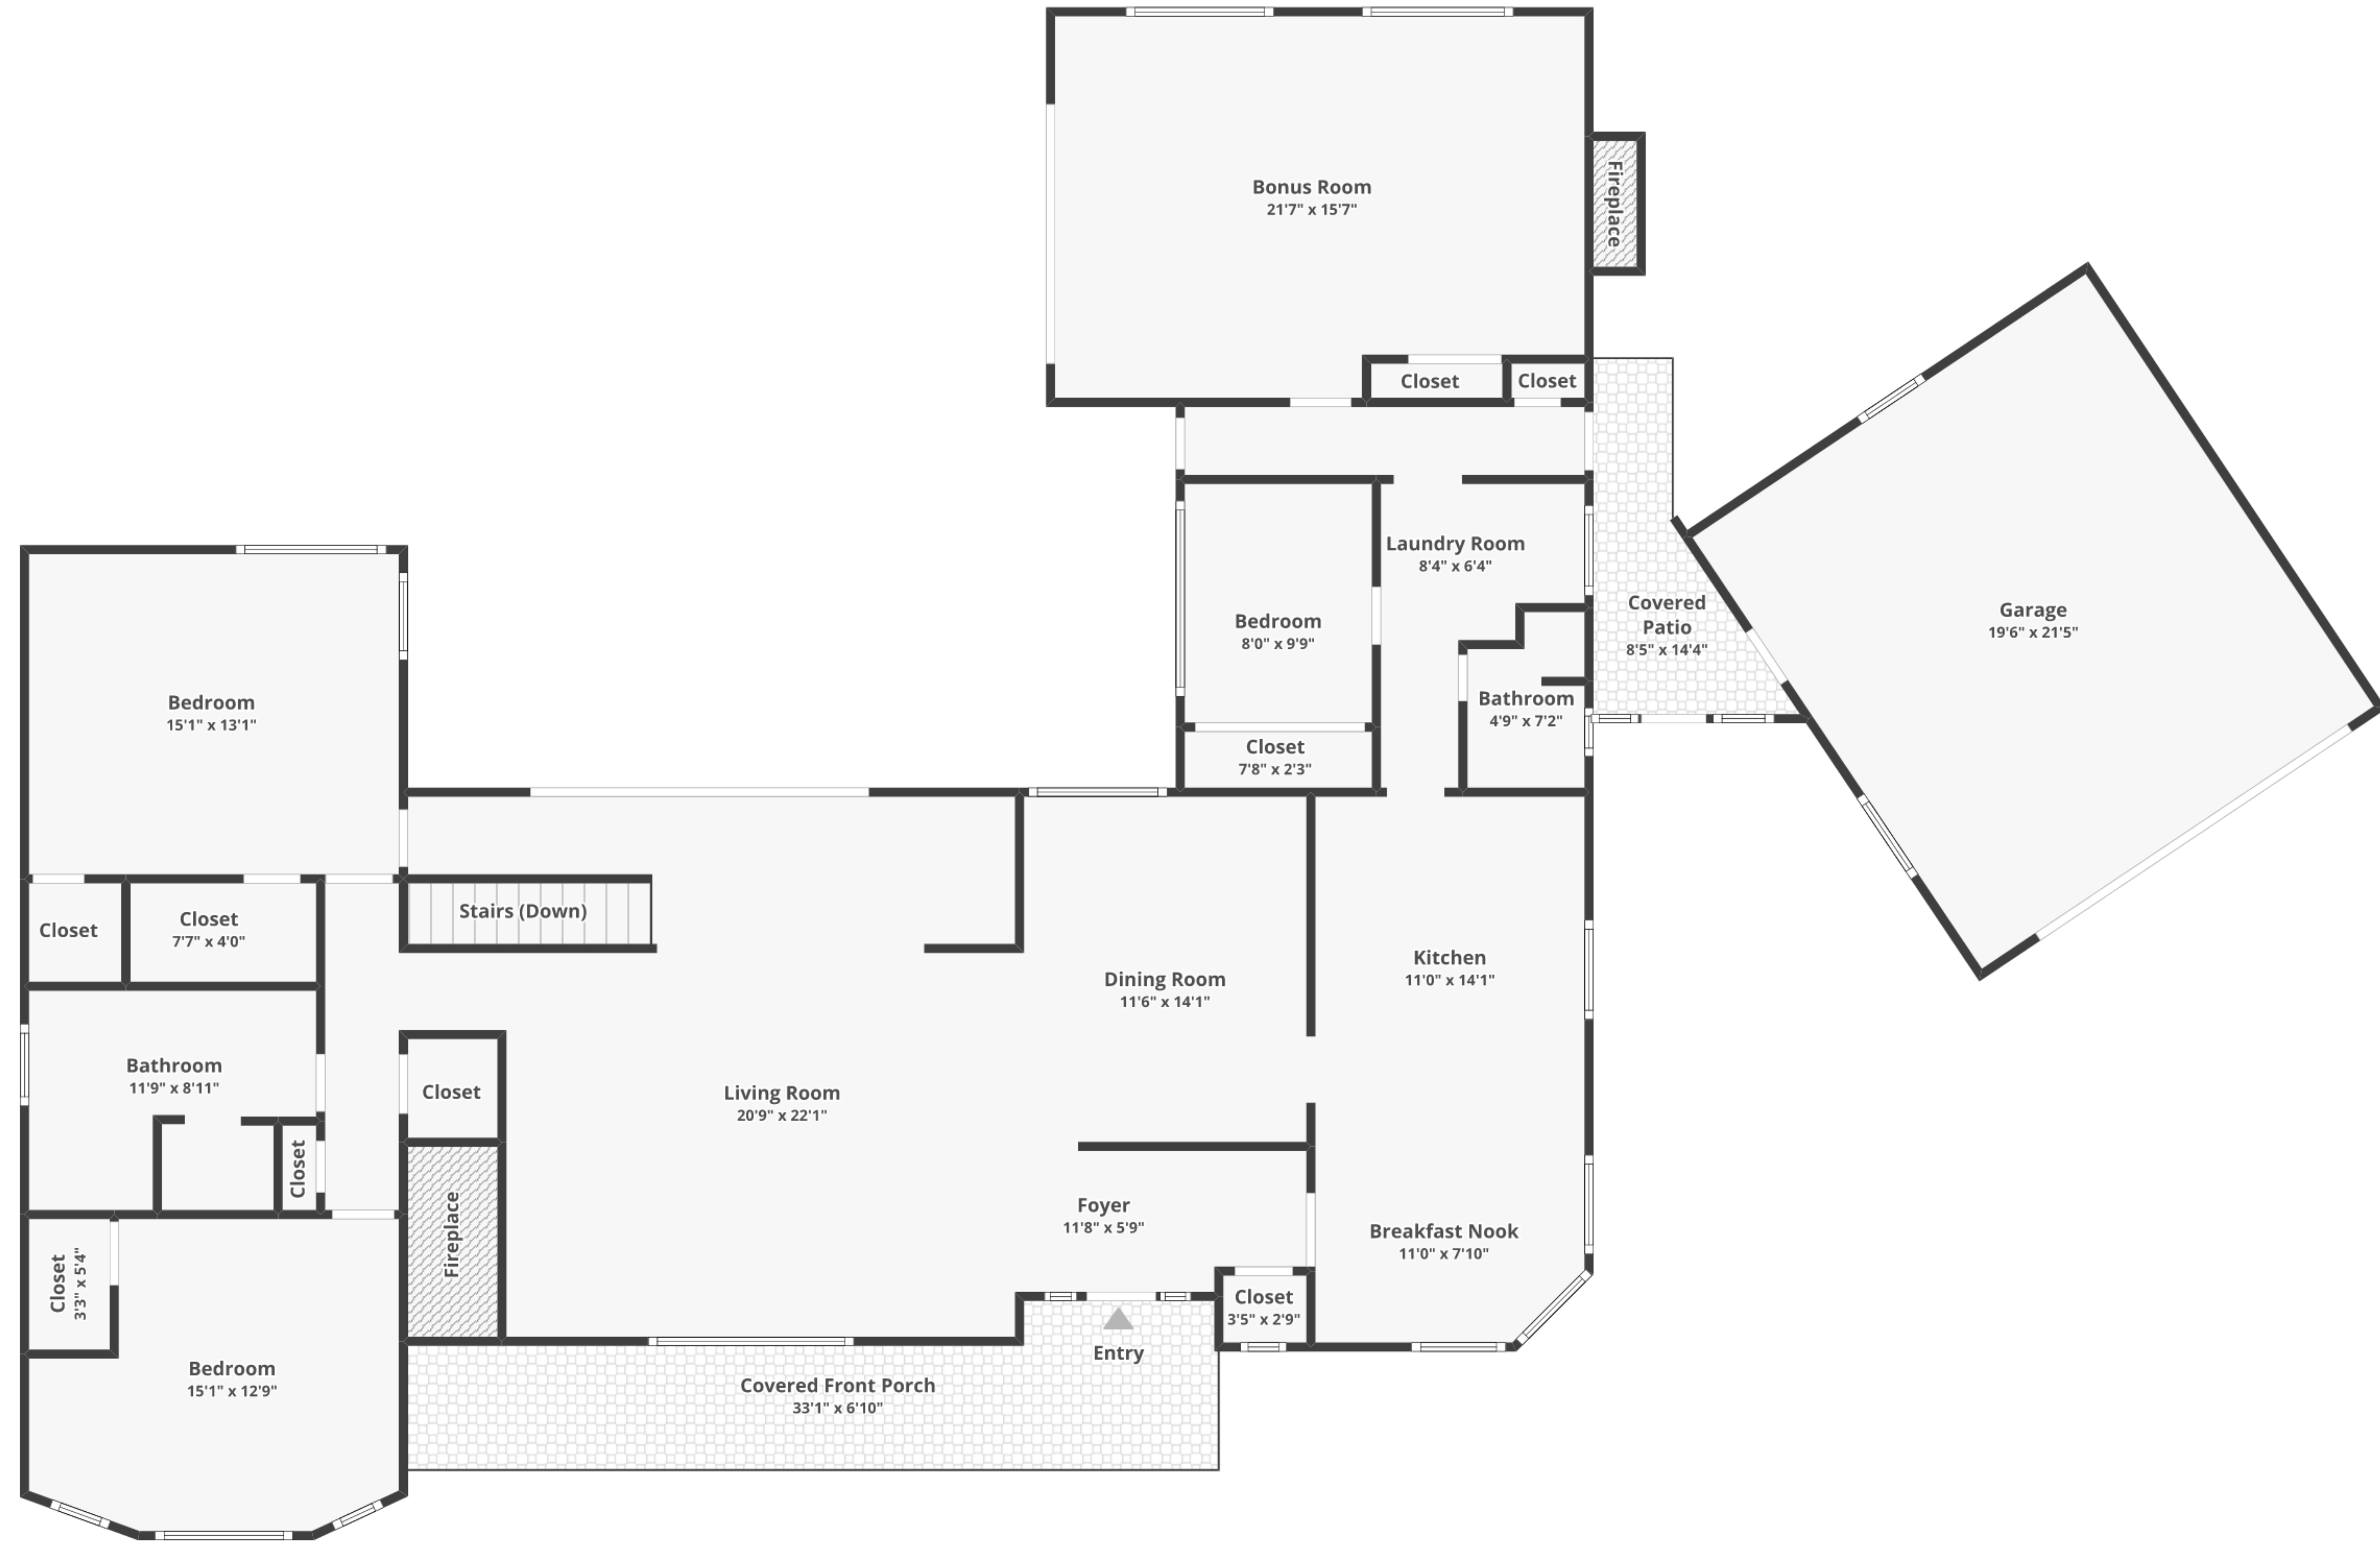 Bonus Room
21'7" x 15'7"
Fireplace
Closet
Closet
Laundry Room
8'4" x 6'4"
Bedroom
8'0" x 9'9"
Covered
Patio
8'5" x 14'4"
Garage
19'6" x 21'5"
Bathroom
4'9" x 7'2"
Closet
7'8" x 2'3"
Bedroom
15'1" x 13'1"
Closet
Closet
7'7" x 4'0"
Stairs (Down)
Kitchen
11'0" x 14'1"
Dining Room
11'6" x 14'1"
Bathroom
11'9" x 8'11"
Closet
Living Room
20'9" x 22'1"
Closet
Fireplace
Foyer
11'8" x 5'9"
Breakfast Nook
11'0" x 7'10"
Closet
3'3" x 5'4"
Closet
3'5" x 2'9"
Entry
Bedroom
15'1" x 12'9"
Covered Front Porch
33'1" x 6'10"